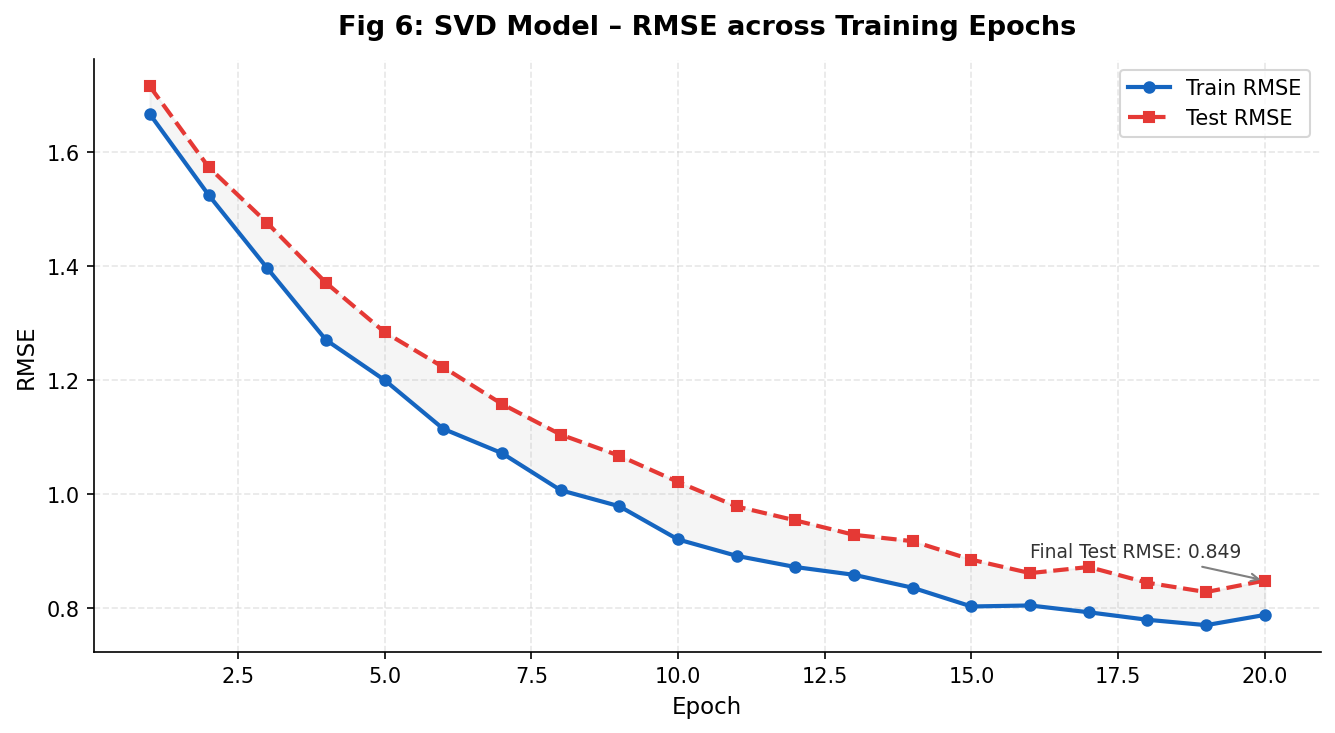 Fig 6: SVD Model – RMSE across Training Epochs
Train RMSE
Test RMSE
RMSE
1.6
1.4
1.2
1.0
0.8
Final Test RMSE: 0.849
2.5 5.0 7.5 10.0 12.5 15.0 17.5 20.0
Epoch